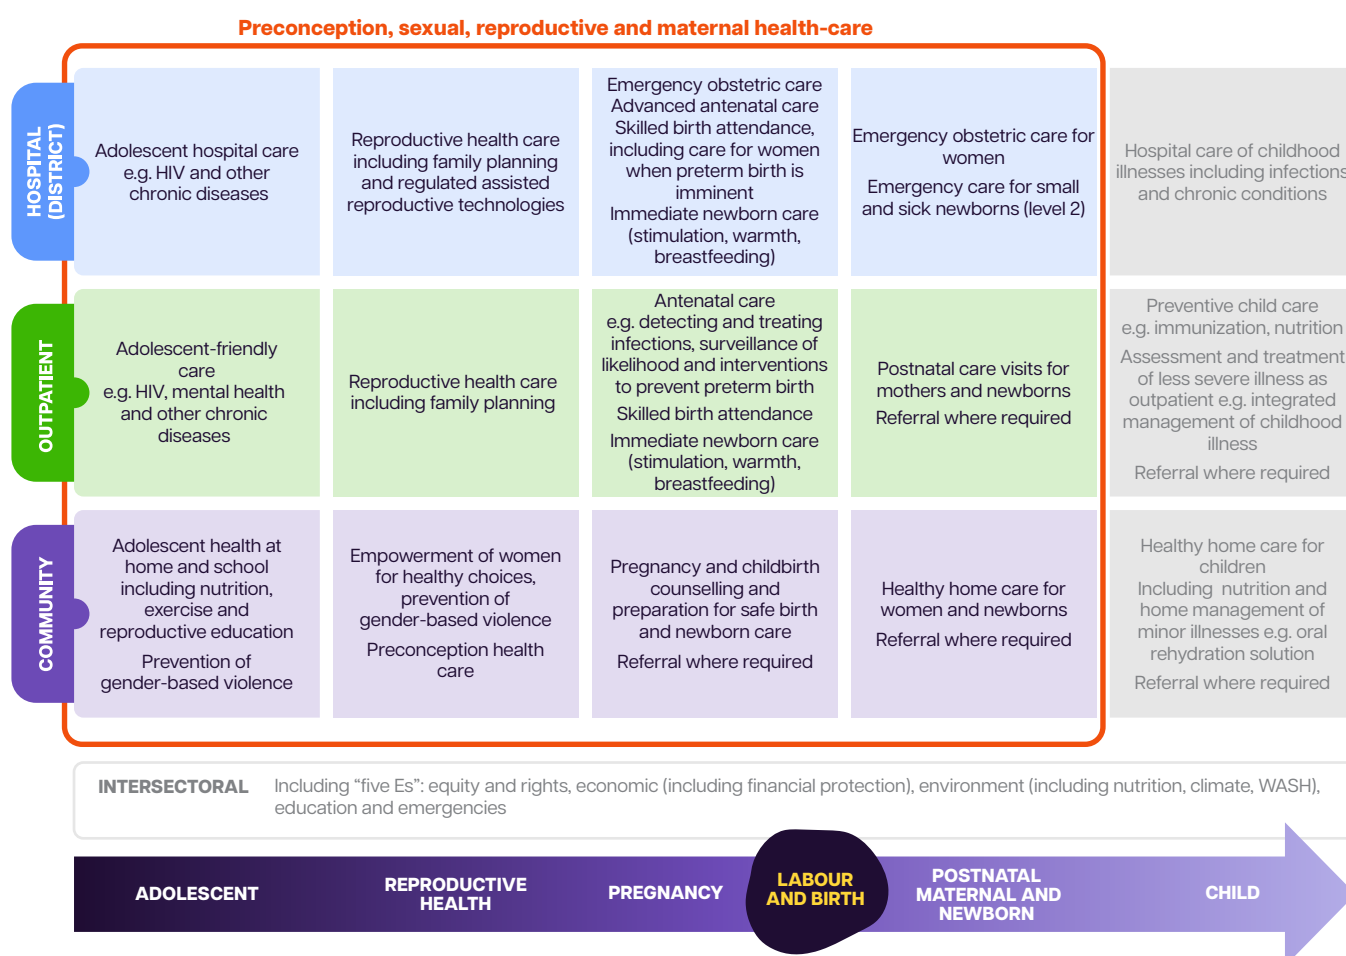 Preconception, sexual, reproductive and maternal health-care
HOSPITAL
(DISTRICT)
Adolescent hospital care
e.g. HIV and other
chronic diseases
Reproductive health care
including family planning
and regulated assisted
reproductive technologies
Emergency obstetric care
Advanced antenatal care
Skilled birth attendance,
including care for women
when preterm birth is
imminent
Immediate newborn care
(stimulation, warmth,
breastfeeding)
Emergency obstetric care for
women
Emergency care for small
and sick newborns (level 2)
Hospital care of childhood
illnesses including infections
and chronic conditions
OUTPATIENT
Adolescent-friendly
care
e.g. HIV, mental health
and other chronic
diseases
Reproductive health care
including family planning
Antenatal care
e.g. detecting and treating
infections, surveillance of
likelihood and interventions
to prevent preterm birth
Skilled birth attendance
Immediate newborn care
(stimulation, warmth,
breastfeeding)
Postnatal care visits for
mothers and newborns
Referral where required
Preventive child care
e.g. immunization, nutrition
Assessment and treatment
of less severe illness as
outpatient e.g. integrated
management of childhood
illness
Referral where required
COMMUNITY
Adolescent health at
home and school
including nutrition,
exercise and
reproductive education
Prevention of
gender-based violence
Empowerment of women
for healthy choices,
prevention of
gender-based violence
Preconception health
care
Pregnancy and childbirth
counselling and
preparation for safe birth
and newborn care
Referral where required
Healthy home care for
women and newborns
Referral where required
Healthy home care for
children
Including nutrition and
home management of
minor illnesses e.g. oral
rehydration solution
Referral where required
INTERSECTORAL
Including “five Es”: equity and rights, economic (including financial protection), environment (including nutrition, climate, WASH),
education and emergencies
ADOLESCENT
REPRODUCTIVE
HEALTH
PREGNANCY
LABOUR
AND BIRTH
POSTNATAL
MATERNAL AND
NEWBORN
CHILD